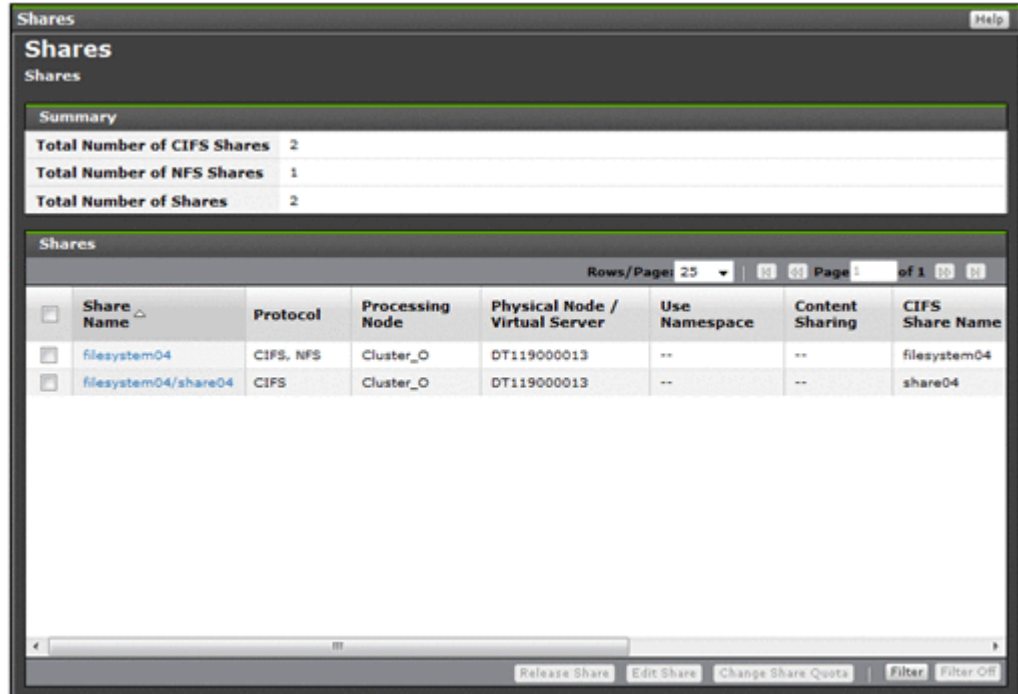 Shares Help
Shares
Shares
Summary
Total Number of CIFS Shares 2
Total Number of NFS Shares 1
Total Number of Shares 2
Shares
Rows/Page: 25 Page 1 of 1
Share Name Protocol Processing Node Physical Node / Virtual Server Use Namespace Content Sharing CIFS Share Name
filesystem04 CIFS, NFS Cluster_O DT119000013 -- -- filesystem04
filesystem04/share04 CIFS Cluster_O DT119000013 -- -- share04
Release Share Edit Share Change Share Quota Filter Filter Off